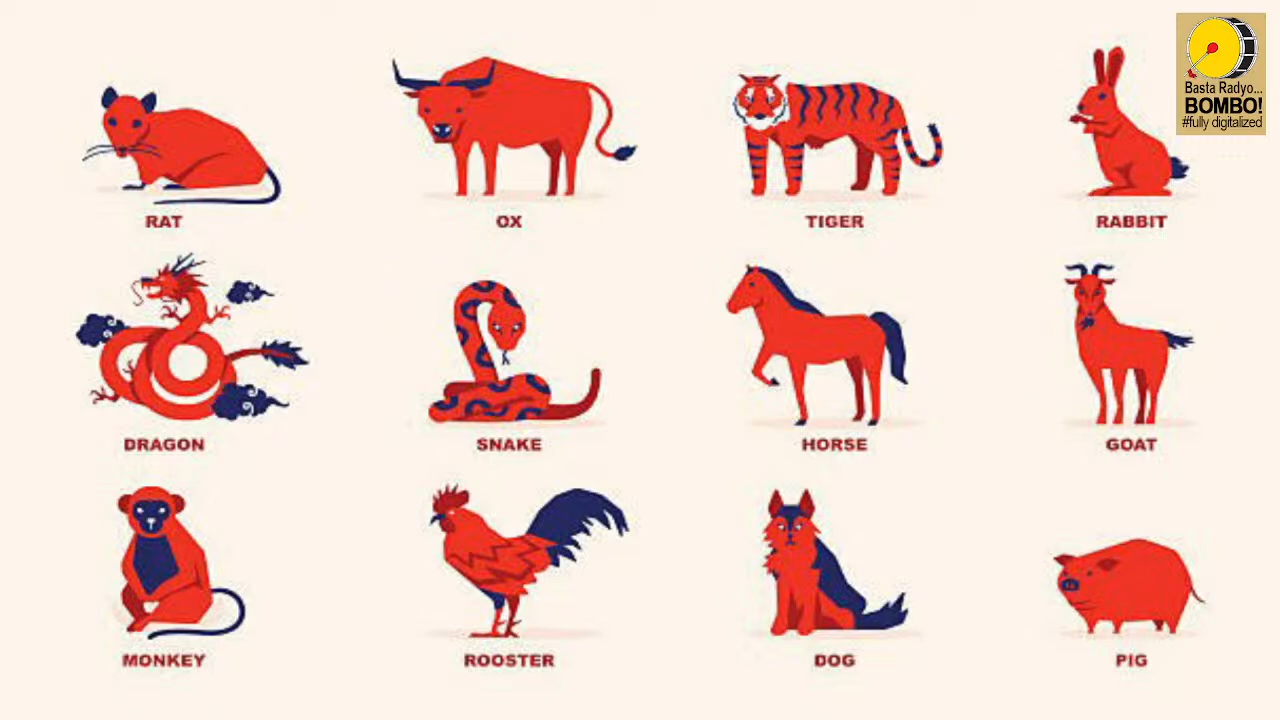 Basta Radyo...
BOMBO!
#fully digitalized
RAT
OX
TIGER
RABBIT
DRAGON
SNAKE
HORSE
GOAT
MONKEY
ROOSTER
DOG
PIG